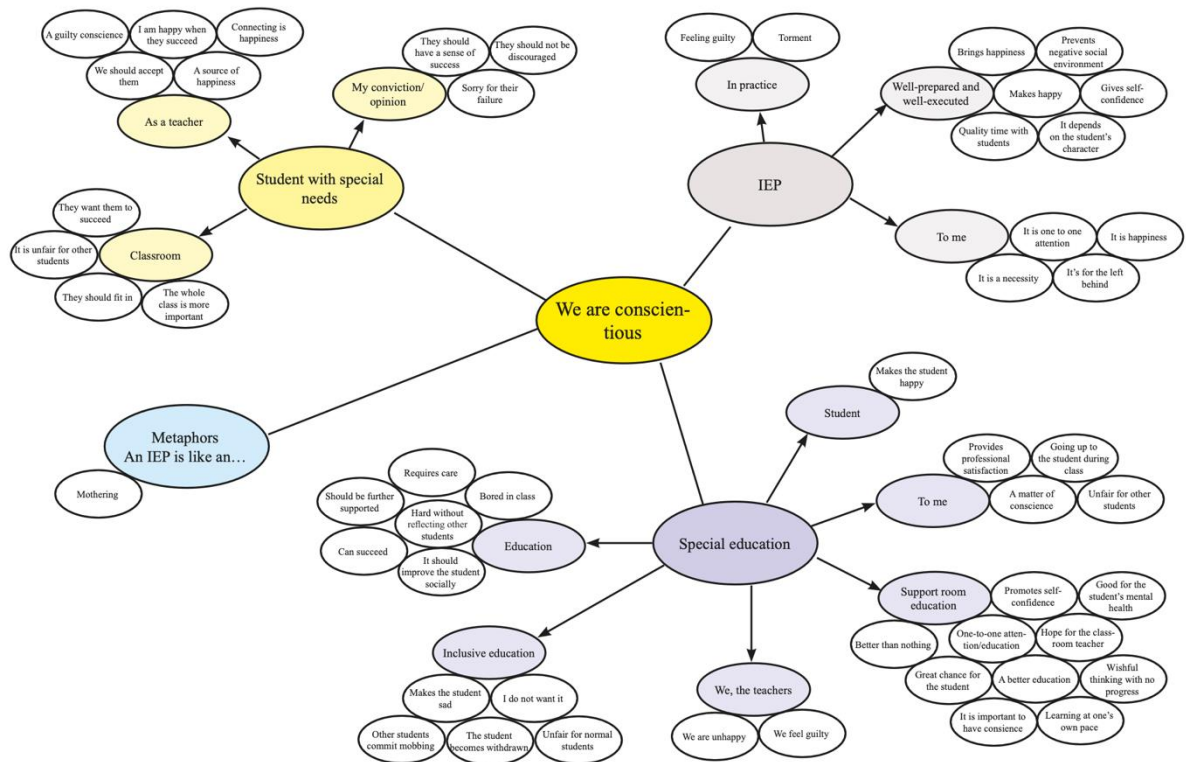 A guilty conscience
I am happy when
they succeed
Connecting is
happiness
We should accept
them
A source of
happiness
As a teacher
They should
have a sense of
success
They should not be
discouraged
My conviction/
opinion
Sorry for their
failure
Student with special
needs
They want them to
succeed
It is unfair for other
students
Classroom
They should fit in
The whole
class is more
important
Feeling guilty
Torment
In practice
Brings happiness
Prevents
negative social
environment
Well-prepared and
well-executed
Makes happy
Gives self-
confidence
Quality time with
students
It depends
on the student's
character
IEP
To me
It is one to one
attention
It is happiness
It is a necessity
It's for the left
behind
We are conscien-
tious
Metaphors
An IEP is like an…
Mothering
Makes the student
happy
Student
Provides
professional
satisfaction
Going up to
the student during
class
To me
A matter of
conscience
Unfair for other
students
Requires care
Should be further
supported
Bored in class
Hard without
reflecting other
students
Education
Can succeed
It should
improve the student
socially
Special education
Support room
education
Promotes self-
confidence
Good for the
student's mental
health
Better than nothing
One-to-one atten-
tion/education
Hope for the class-
room teacher
Great chance for
the student
A better education
Wishful
thinking with no
progress
It is important to
have consience
Learning at one's
own pace
Inclusive education
Makes the student
sad
I do not want it
Other students
commit mobbing
The student
becomes withdrawn
Unfair for normal
students
We, the teachers
We are unhappy
We feel guilty